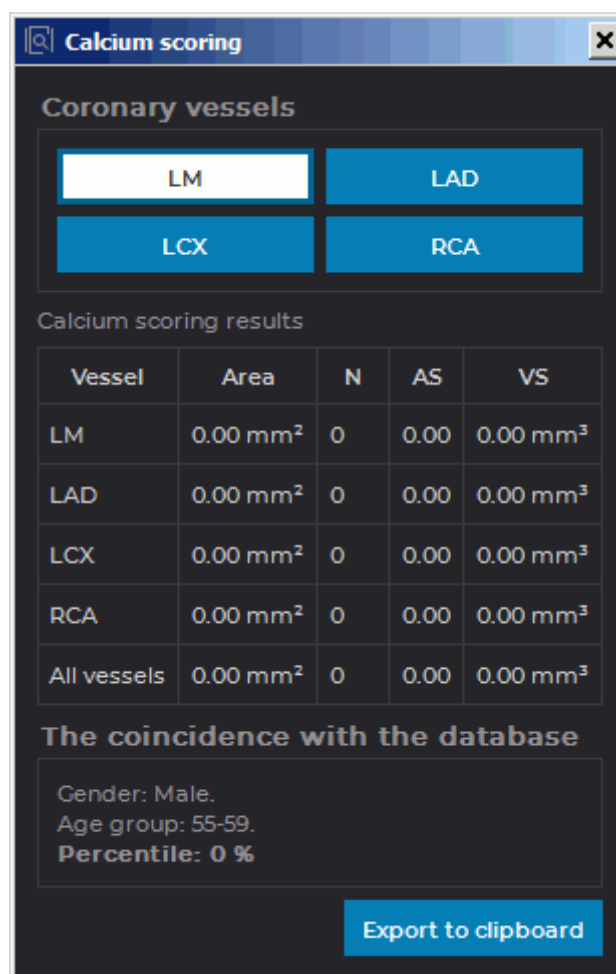 Calcium scoring
Coronary vessels
LM LAD
LCX RCA
Calcium scoring results
Vessel Area N AS VS
LM 0.00 mm² 0 0.00 0.00 mm³
LAD 0.00 mm² 0 0.00 0.00 mm³
LCX 0.00 mm² 0 0.00 0.00 mm³
RCA 0.00 mm² 0 0.00 0.00 mm³
All vessels 0.00 mm² 0 0.00 0.00 mm³
The coincidence with the database
Gender: Male.
Age group: 55-59.
Percentile: 0 %
Export to clipboard